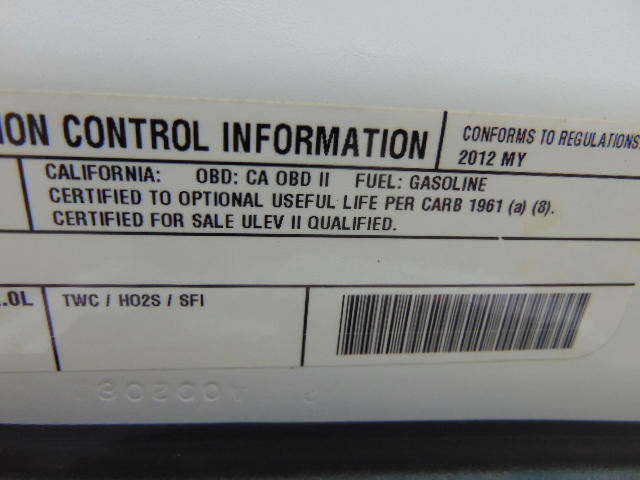 ION CONTROL INFORMATION
CONFORMS TO REGULATIONS:
2012 MY
CALIFORNIA: OBD: CA OBD II FUEL: GASOLINE
CERTIFIED TO OPTIONAL USEFUL LIFE PER CARB 1961 (a) (8).
CERTIFIED FOR SALE ULEV II QUALIFIED.
.0L
TWC / HO2S / SFI